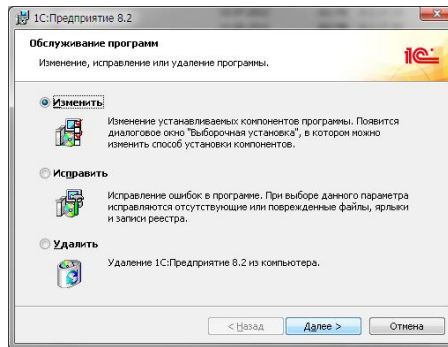 1С:Предприятие 8.2
Обслуживание программ
Изменение, исправление или удаление программы.
1С
Изменить
Изменение устанавливаемых компонентов программы. Появится
диалоговое окно "Выборочная установка", в котором можно
изменить способ установки компонентов.
Исправить
Исправление ошибок в программе. При выборе данного параметра
исправляются отсутствующие или поврежденные файлы, ярлыки
и записи реестра.
Удалить
Удаление 1С:Предприятие 8.2 из компьютера.
< Назад
Далее >
Отмена